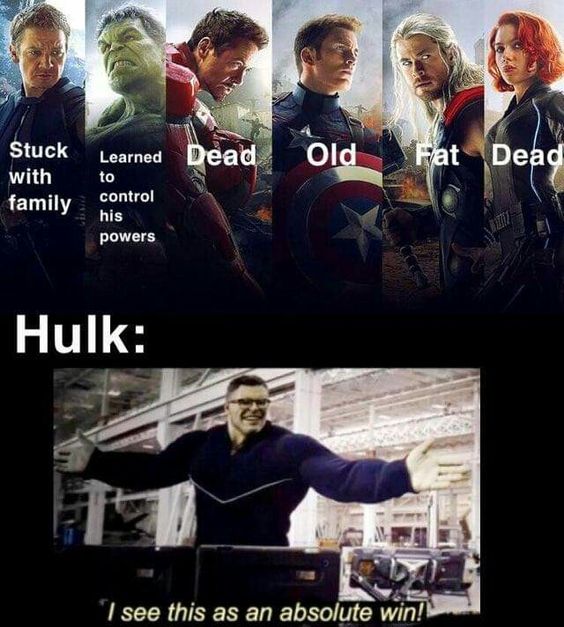 Stuck
with
family
Learned
to
control
his
powers
Dead
Old
Fat
Dead
Hulk:
"I see this as an absolute win!